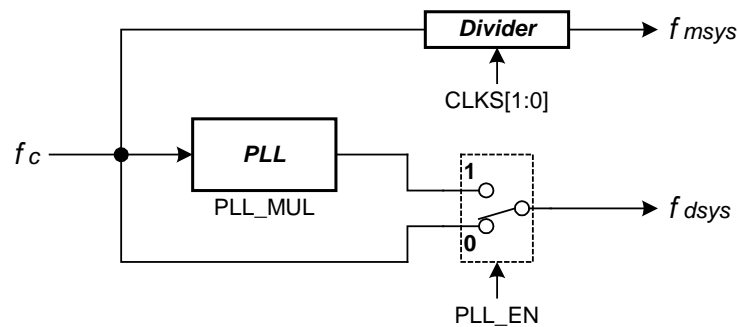 Divider
f msys
CLKS[1:0]
f c
PLL
PLL_MUL
1
0
f dsys
PLL_EN